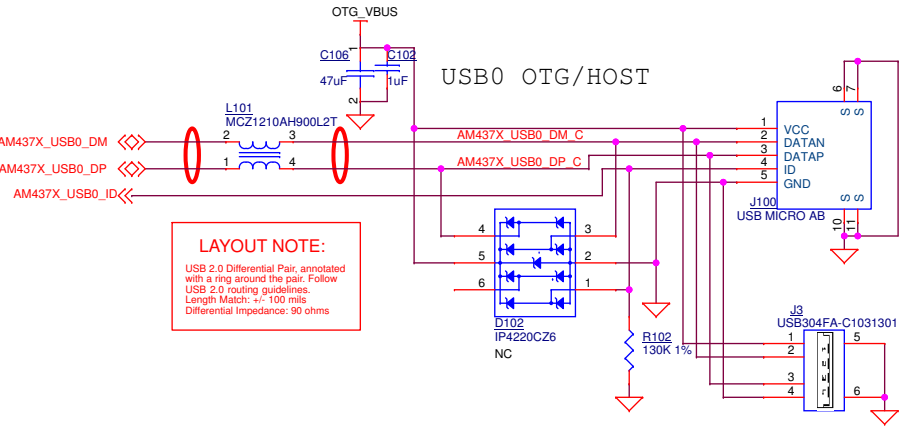 OTG_VBUS
C106
1
C102
47uF
1uF
2
USB0 OTG/HOST
L101
MCZ1210AH900L2T
AM437X_USB0_DM
2
3
AM437X_USB0_DM_C
AM437X_USB0_DP
1
4
AM437X_USB0_DP_C
AM437X_USB0_ID
6
7
S S
1
VCC
2
DATAN
3
DATAP
4
ID
5
GND
S S
J100
USB MICRO AB
10
11
LAYOUT NOTE:
USB 2.0 Differential Pair, annotated
with a ring around the pair. Follow
USB 2.0 routing guidelines.
Length Match: +/- 100 mils
Differential Impedance: 90 ohms
4
3
5
2
6
1
D102
IP4220CZ6
NC
R102
130K 1%
J3
USB304FA-C1031301
1
5
2
3
4
6